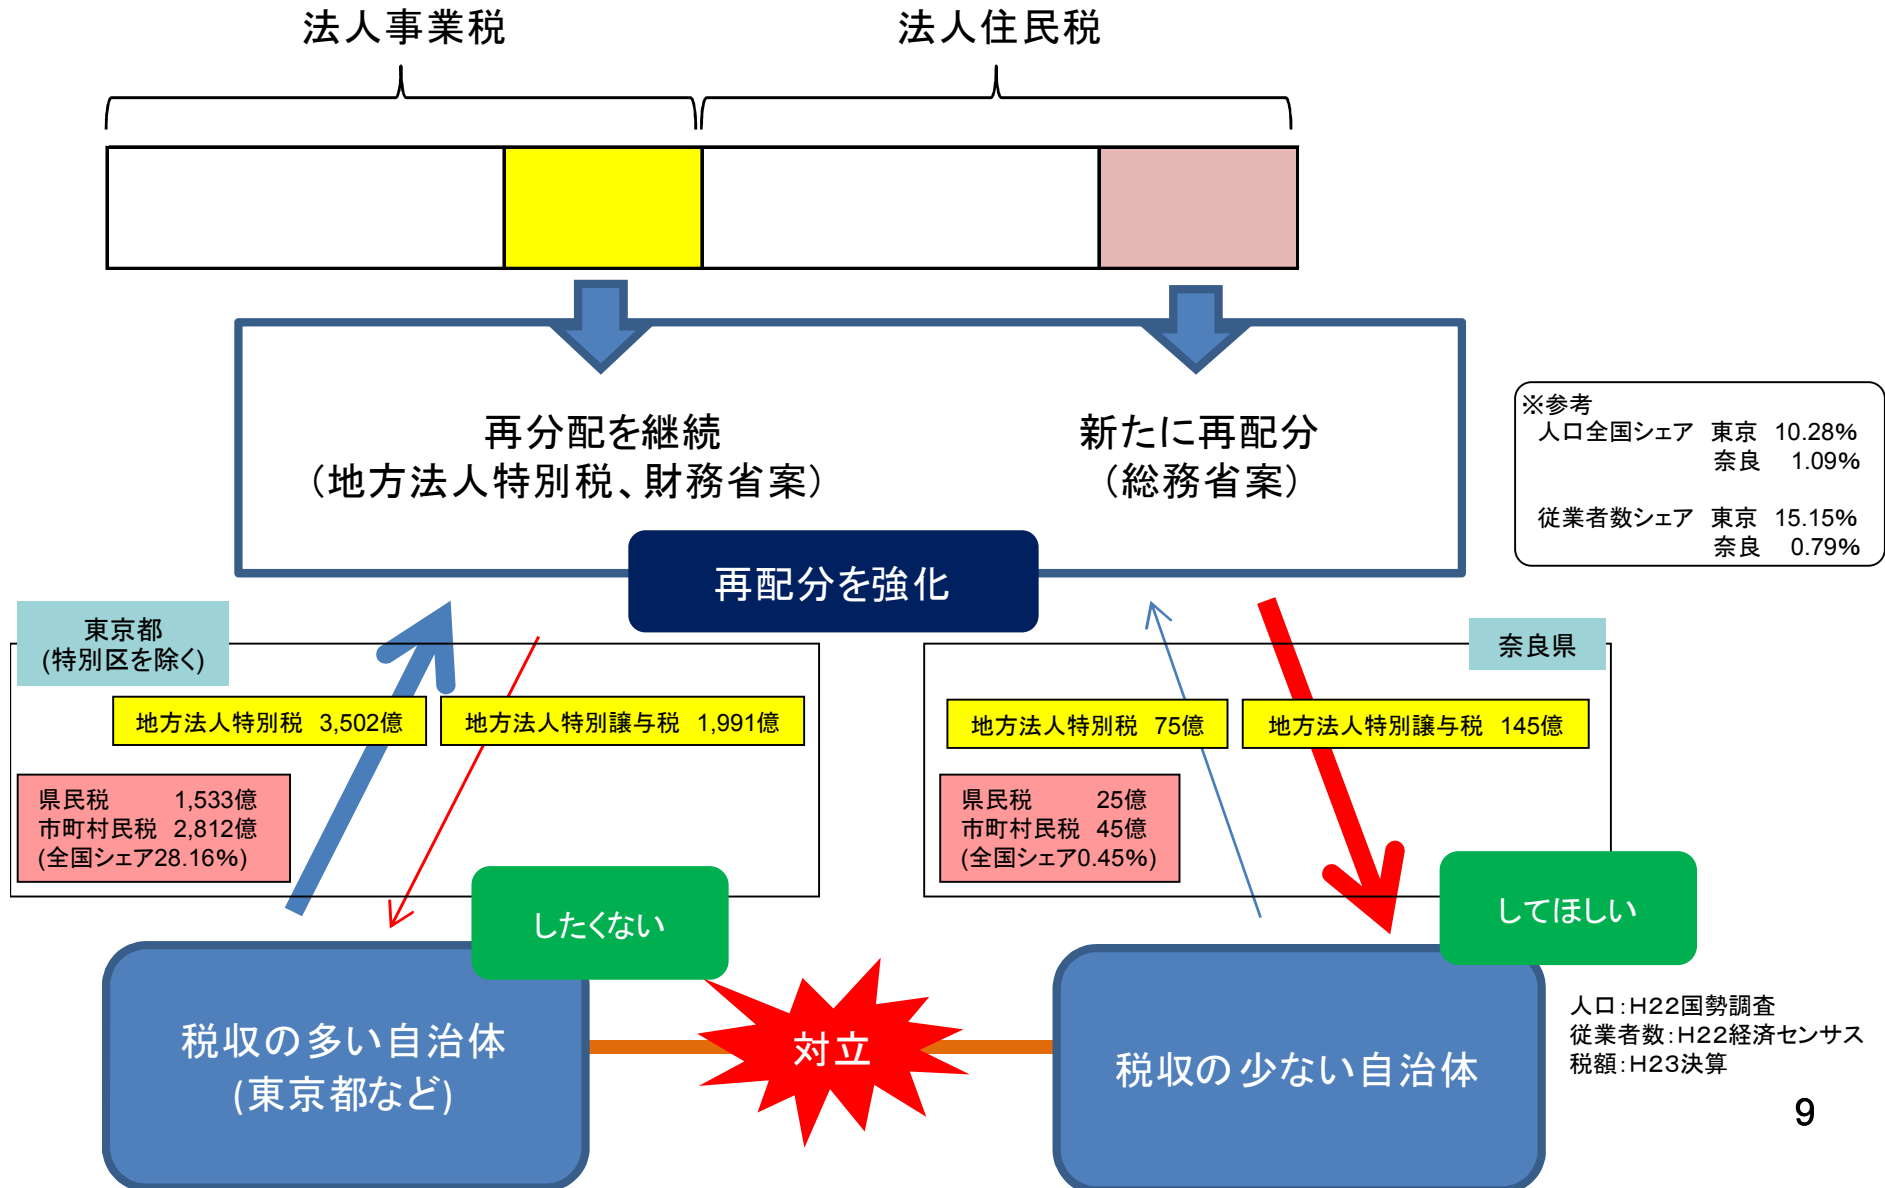 法人事業税
法人住民税
再分配を継続
（地方法人特別税、財務省案）
新たに再配分
（総務省案）
※参考
人口全国シェア 東京 10.28%
奈良 1.09%
従業者数シェア 東京 15.15%
奈良 0.79%
再配分を強化
東京都
(特別区を除く)
地方法人特別税 3,502億
地方法人特別譲与税 1,991億
県民税 1,533億
市町村民税 2,812億
(全国シェア28.16%)
奈良県
地方法人特別税 75億
地方法人特別譲与税 145億
県民税 25億
市町村民税 45億
(全国シェア0.45%)
したくない
してほしい
税収の多い自治体
(東京都など)
対立
税収の少ない自治体
人口：H22国勢調査
従業者数：H22経済センサス
税額：H23決算
9